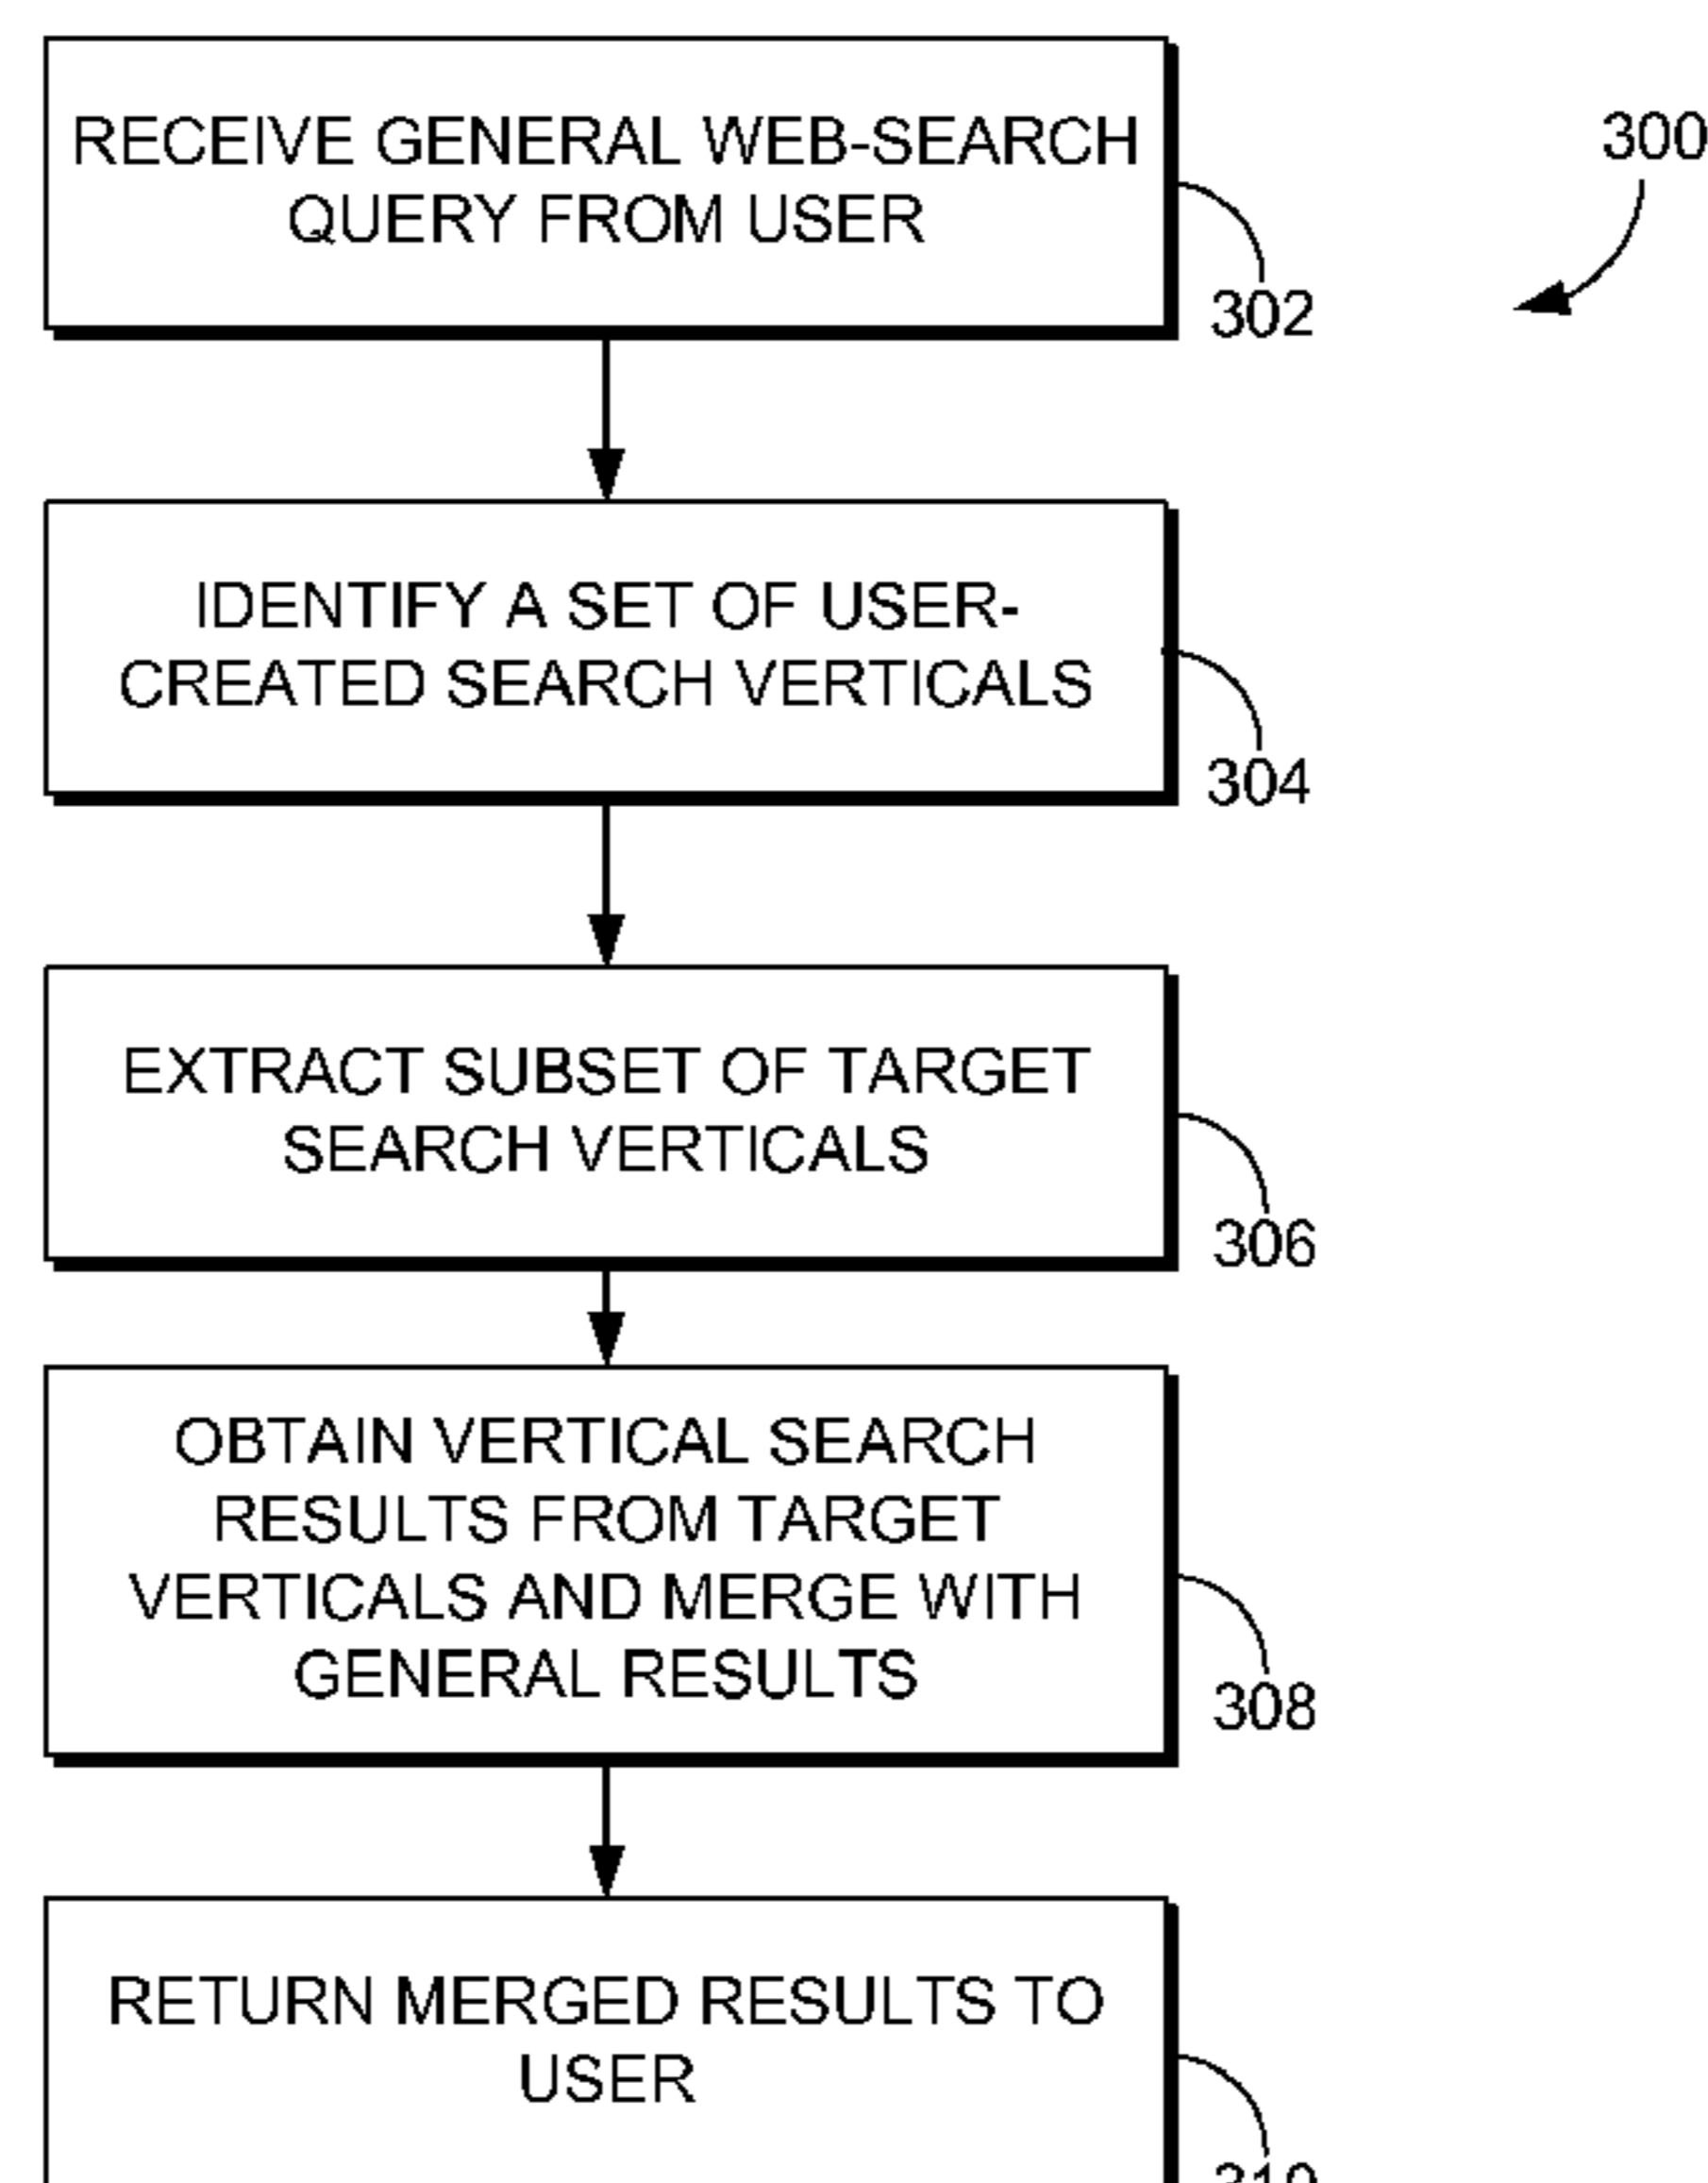 RECEIVE GENERAL WEB-SEARCH
QUERY FROM USER
300
302
IDENTIFY A SET OF USER-
CREATED SEARCH VERTICALS
304
EXTRACT SUBSET OF TARGET
SEARCH VERTICALS
306
OBTAIN VERTICAL SEARCH
RESULTS FROM TARGET
VERTICALS AND MERGE WITH
GENERAL RESULTS
308
RETURN MERGED RESULTS TO
USER